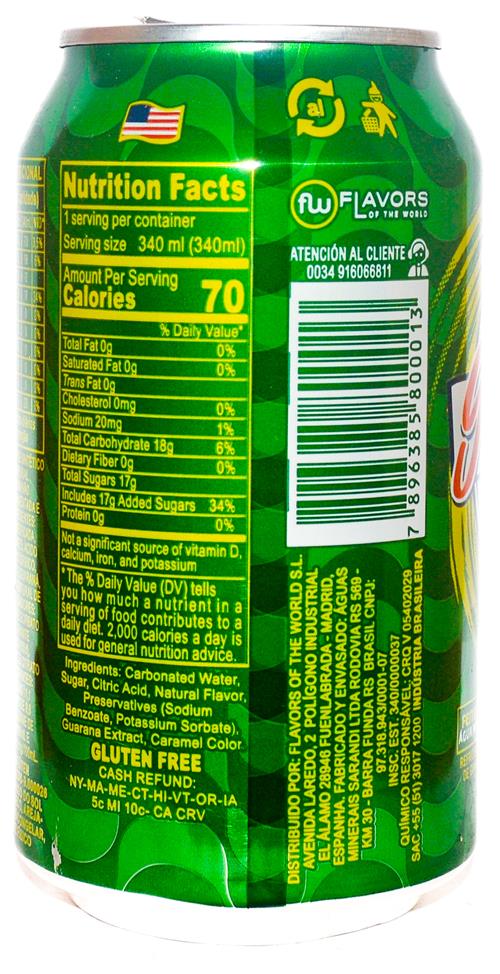 Nutrition Facts
1 serving per container
Serving size 340 ml (340ml)
Amount Per Serving
Calories 70
% Daily Value*
Total Fat 0g 0%
Saturated Fat 0g 0%
Trans Fat 0g
Cholesterol 0mg 0%
Sodium 20mg 1%
Total Carbohydrate 18g 6%
Dietary Fiber 0g 0%
Total Sugars 17g
Includes 17g Added Sugars 34%
Protein 0g 0%
Not a significant source of vitamin D,
calcium, iron, and potassium
*The % Daily Value (DV) tells
you how much a nutrient in a
serving of food contributes to a
daily diet. 2,000 calories a day is
used for general nutrition advice.
Ingredients: Carbonated Water,
Sugar, Citric Acid, Natural Flavor,
Preservatives (Sodium
Benzoate, Potassium Sorbate),
Guarana Extract, Caramel Color
GLUTEN FREE
CASH REFUND:
NY-MA-ME-CT-HI-VT-OR-IA
5c MI 10c- CA CRV
al
fw FLAVORS
OF THE WORLD
ATENCIÓN AL CLIENTE
0034 916066811
7 896385 800013
DISTRIBUIDO POR: FLAVORS OF THE WORLD S.L.
AVENIDA LAREDO, 2 POLÍGONO INDUSTRIAL
EL ÁLAMO 28946 FUENLABRADA - MADRID,
ESPANHA. FABRICADO Y ENVASADO: ÁGUAS
MINERAIS SARANDI LTDA RODOVIA RS 569 -
KM 30 - BARRA FUNDA RS BRASIL CNPJ:
97.318.943/0001-07
INSC. EST.: 3900000037
QUÍMICO RESPONSÁVEL:CRQV 05402029
SAC +55 (51) 3017 1200 INDÚSTRIA BRASILEIRA